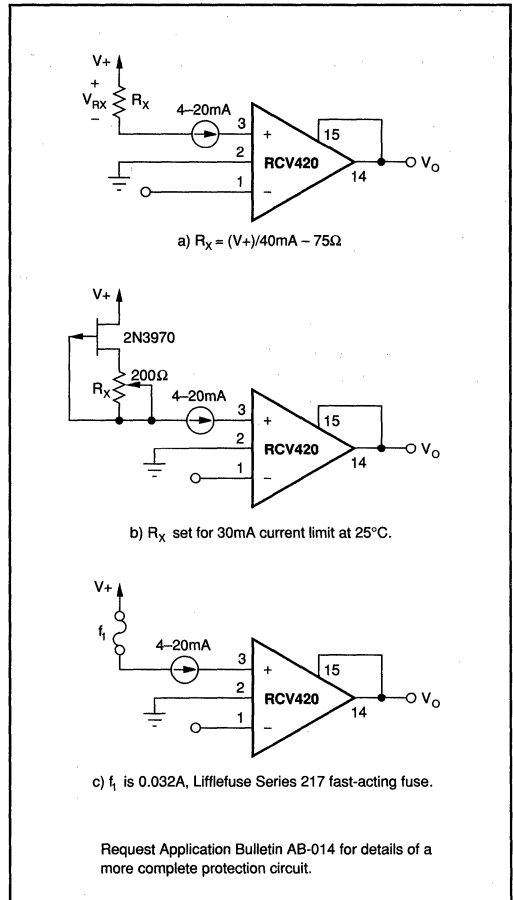 V+
+
V_RX
R_X
–
4–20mA
3
+
15
2
RCV420
V_O
14
1
–
a) R_X = (V+)/40mA – 75Ω
V+
2N3970
200Ω
R_X
4–20mA
3
+
15
2
RCV420
V_O
14
1
–
b) R_X set for 30mA current limit at 25°C.
V+
f_1
4–20mA
3
+
15
2
RCV420
V_O
14
1
–
c) f_1 is 0.032A, Lifflefuse Series 217 fast-acting fuse.
Request Application Bulletin AB-014 for details of a
more complete protection circuit.